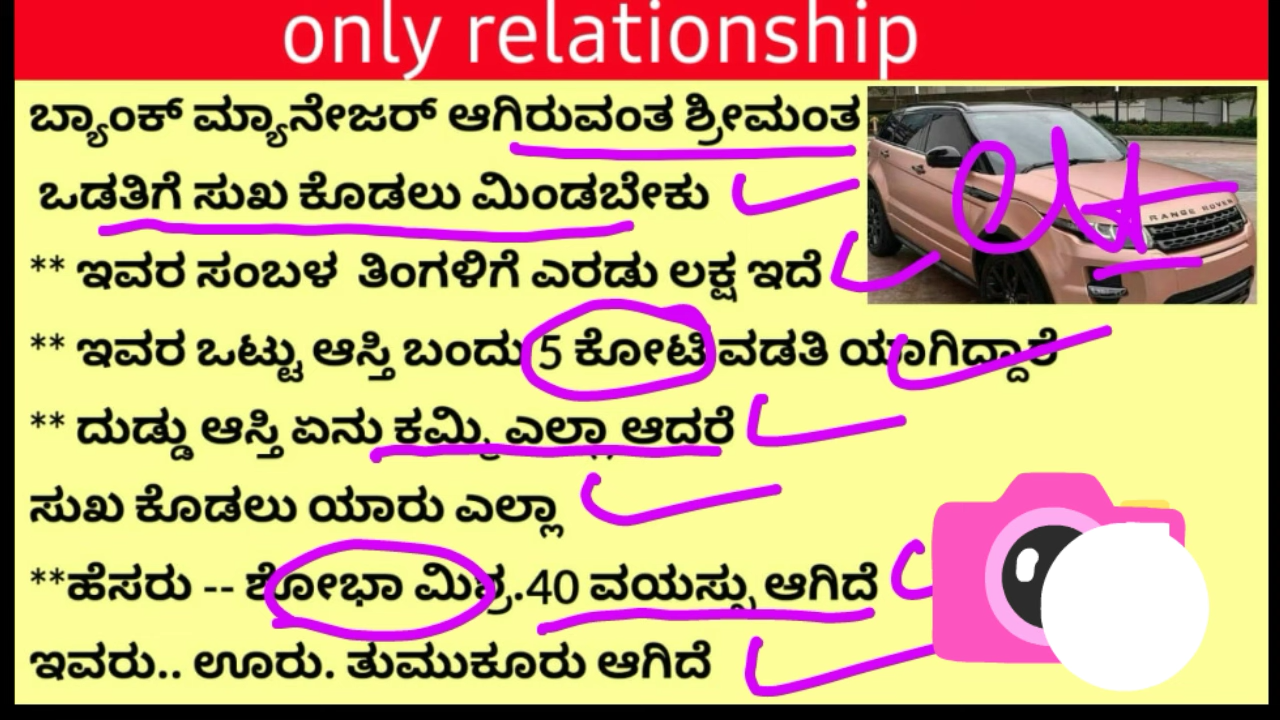 only relationship
ಬ್ಯಾಂಕ್ ಮ್ಯಾನೇಜರ್ ಆಗಿರುವಂತ ಶ್ರೀಮಂತ
ಒಡತಿಗೆ ಸುಖ ಕೊಡಲು ಮಿಂಡಬೇಕು
** ಇವರ ಸಂಬಳ ತಿಂಗಳಿಗೆ ಎರಡು ಲಕ್ಷ ಇದೆ
** ಇವರ ಒಟ್ಟು ಆಸ್ತಿ ಬಂದು 5 ಕೋಟಿ ವಡತಿ ಯಾಗಿದ್ದಾರೆ
** ದುಡ್ಡು ಆಸ್ತಿ ಏನು ಕಮ್ಮಿ ಎಲ್ಲಾ ಆದರೆ
ಸುಖ ಕೊಡಲು ಯಾರು ಎಲ್ಲಾ
**ಹೆಸರು -- ಶೋಭಾ ಮಿಶ್ರ.40 ವಯಸ್ಸು ಆಗಿದೆ
ಇವರು.. ಊರು. ತುಮುಕೂರು ಆಗಿದೆ
RANGE ROVER